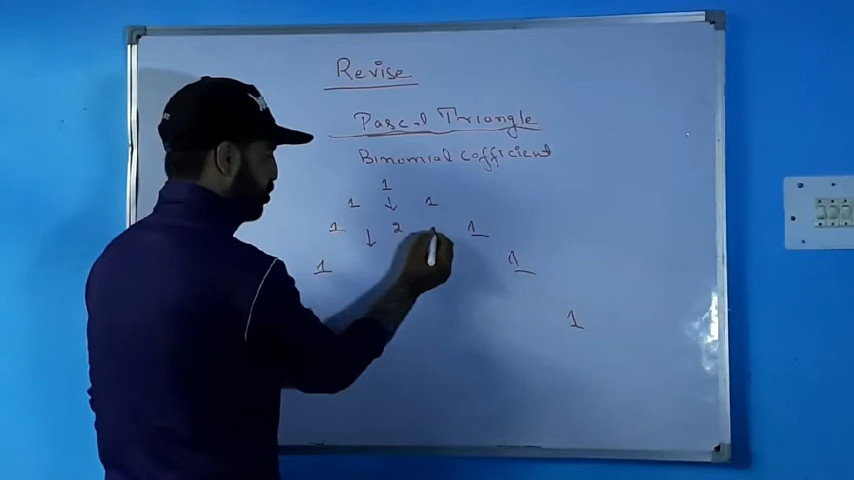 Revise
Pascal Triangle
Binomial cofficient
1
1 ↓ 1
1 2 1
↓
1 1
1